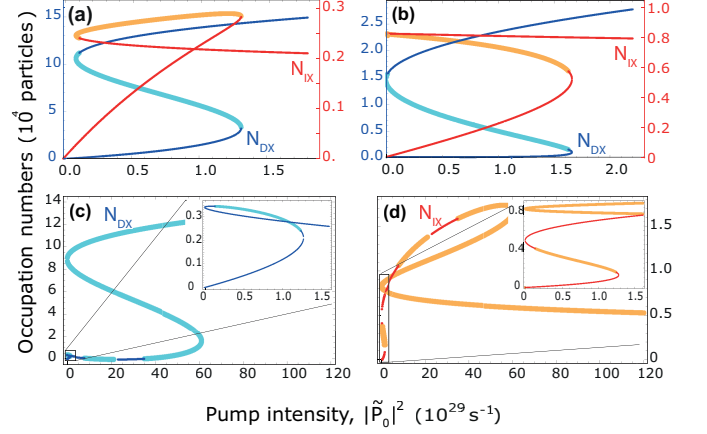 Occupation numbers (10⁴ particles)
(a)
15
10
5
0
0.3
0.2
0.1
0.
0.0 0.5 1.0 1.5
N_IX
N_DX
(b)
2.5
2.0
1.5
1.0
0.5
0.0
1.0
0.8
0.6
0.4
0.2
0
0.0 0.5 1.0 1.5 2.0
N_IX
N_DX
(c)
N_DX
14
12
10
8
6
4
2
0
0 20 40 60 80 100 120
0.3
0.2
0.1
0
0 0.5 1.0 1.5
(d)
N_IX
1.5
1.0
0.5
0
0 20 40 60 80 100 120
0.8
0.4
0
0 0.5 1.0 1.5
Pump intensity, |P̃₀|² (10²⁹ s⁻¹)